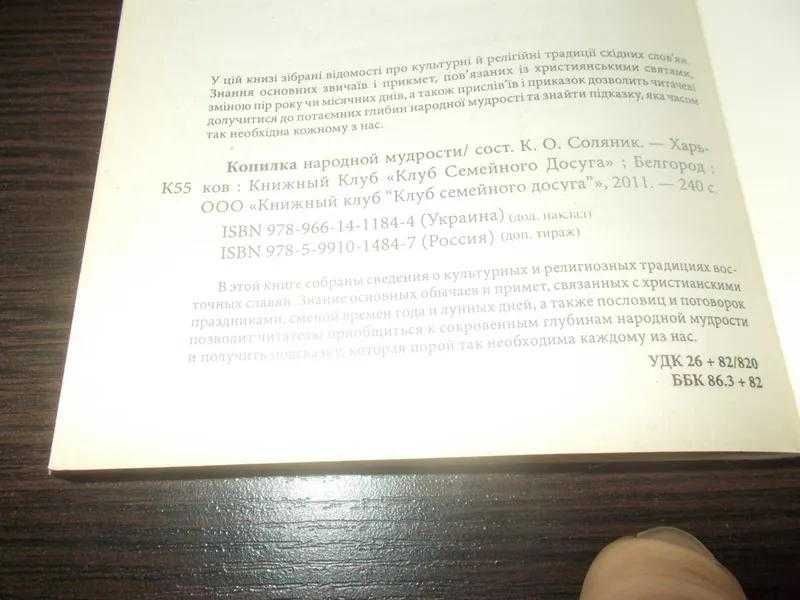 У цій книзі зібрані відомості про культурні й релігійні традиції східних слов'ян.
Знання основних звичаїв і прикмет, пов'язаних із християнськими святами,
зміною пір року чи місячних днів, а також прислів'їв і приказок дозволить читачеві
долучитися до потаємних глибин народної мудрості та знайти підказку, яка часом
так необхідна кожному з нас.
Копилка народной мудрости/ сост. К. О. Соляник. — Харь-
К55 ков : Книжный Клуб «Клуб Семейного Досуга» ; Белгород :
ООО «Книжный клуб "Клуб семейного досуга"», 2011. — 240 с.
ISBN 978-966-14-1184-4 (Украина) (дод. наклад)
ISBN 978-5-9910-1484-7 (Россия) (доп. тираж)
В этой книге собраны сведения о культурных и религиозных традициях вос-
точных славян. Знание основных обычаев и примет, связанных с христианскими
праздниками, сменой времен года и лунных дней, а также пословиц и поговорок
позволит читателю приобщиться к сокровенным глубинам народной мудрости
и получить подсказку, которая порой так необходима каждому из нас.
УДК 26 + 82/820
ББК 86.3 + 82